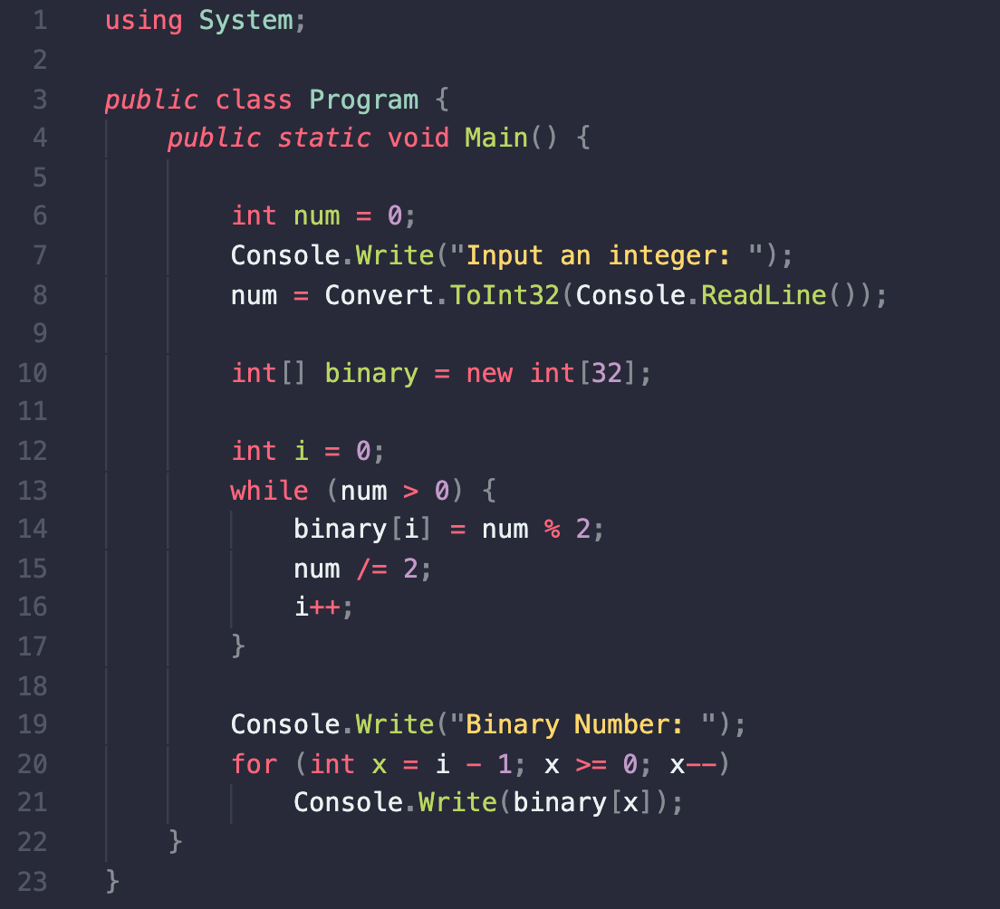 1 using System;
2
3 public class Program {
4 public static void Main() {
5
6 int num = 0;
7 Console.Write("Input an integer: ");
8 num = Convert.ToInt32(Console.ReadLine());
9
10 int[] binary = new int[32];
11
12 int i = 0;
13 while (num > 0) {
14 binary[i] = num % 2;
15 num /= 2;
16 i++;
17 }
18
19 Console.Write("Binary Number: ");
20 for (int x = i - 1; x >= 0; x--)
21 Console.Write(binary[x]);
22 }
23 }